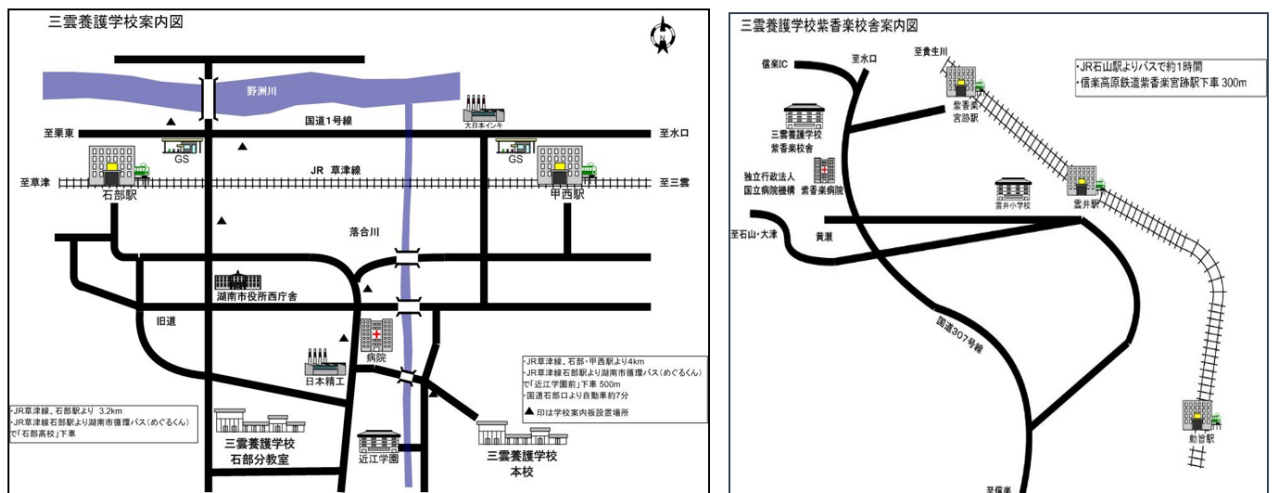 三雲養護学校案内図
N
野洲川
国道1号線
大日本インキ
至栗東
至水口
GS
GS
JR 草津線
至草津
至三雲
石部駅
甲西駅
落合川
湖南市役所西庁舎
旧道
病院
日本精工
・JR草津線、石部・甲西駅より4km
・JR草津線石部駅より湖南市循環バス(めぐるくん)
で「近江学園前」下車 500m
・国道石部口より自動車約7分
▲ 印は学校案内板設置場所
・JR草津線、石部駅より 3.2km
・JR草津線石部駅より湖南市循環バス(めぐるくん)
で「石部高校」下車
三雲養護学校
石部分教室
近江学園
三雲養護学校
本校
三雲養護学校紫香楽校舎案内図
至貴生川
信楽IC
至水口
・JR石山駅よりバスで約1時間
・信楽高原鉄道紫香楽宮跡駅下車 300m
紫香楽
宮跡駅
三雲養護学校
紫香楽校舎
独立行政法人
国立病院機構
紫香楽病院
雲井小学校
雲井駅
至石山・大津
黄瀬
国道307号線
勅旨駅
至信楽